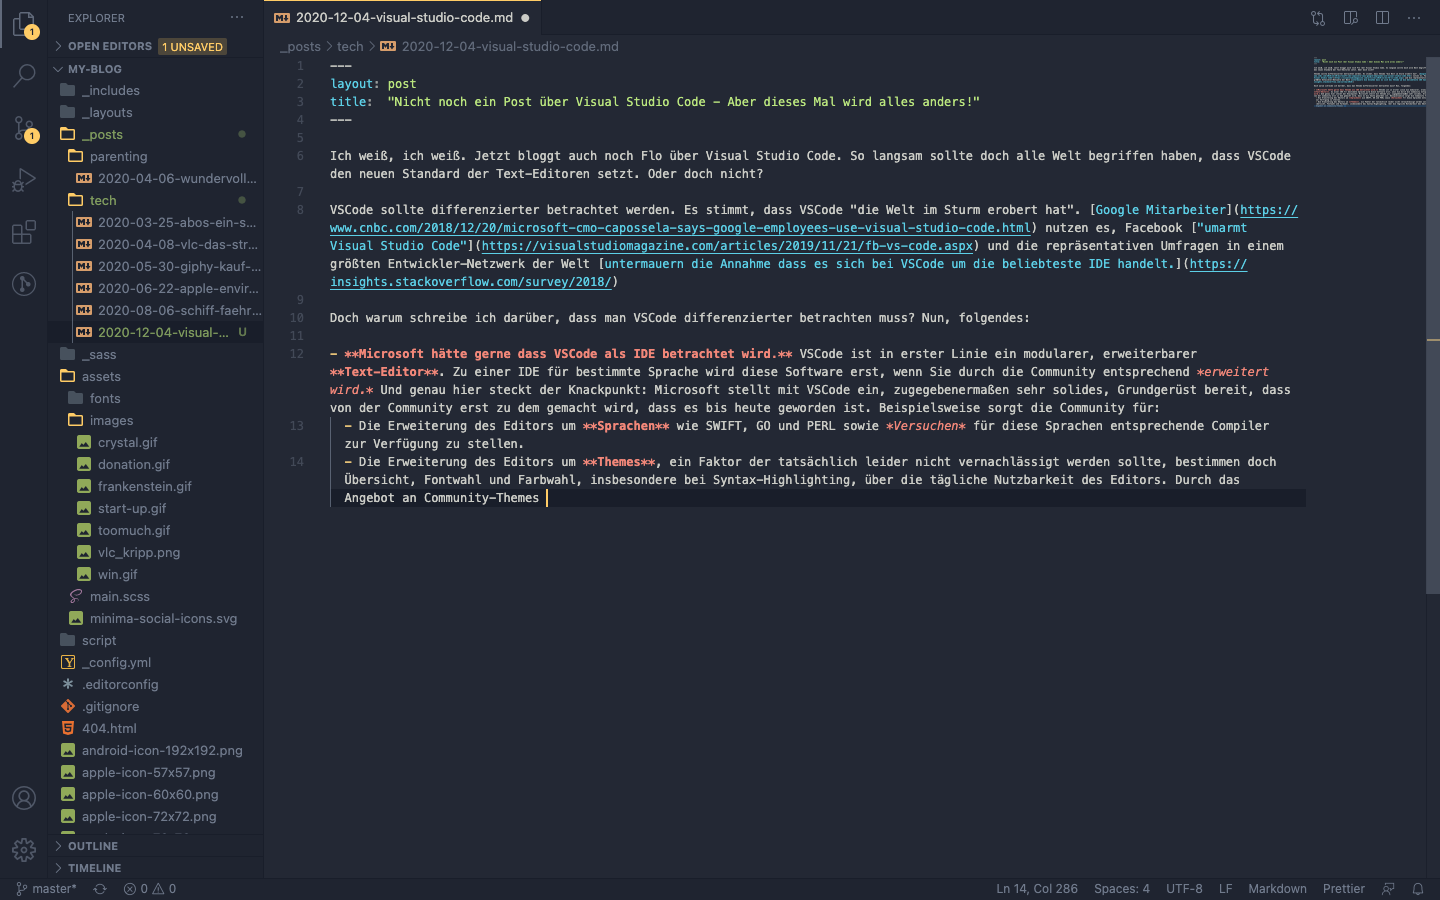 EXPLORER
OPEN EDITORS 1 UNSAVED
MY-BLOG
_includes
_layouts
_posts
parenting
2020-04-06-wundervoll...
tech
2020-03-25-abos-ein-s...
2020-04-08-vlc-das-str...
2020-05-30-giphy-kauf-...
2020-06-22-apple-envir...
2020-08-06-schiff-faehr...
2020-12-04-visual-... U
_sass
assets
fonts
images
crystal.gif
donation.gif
frankenstein.gif
start-up.gif
toomuch.gif
vlc_kripp.png
win.gif
main.scss
minima-social-icons.svg
script
_config.yml
.editorconfig
.gitignore
404.html
android-icon-192x192.png
apple-icon-57x57.png
apple-icon-60x60.png
apple-icon-72x72.png
OUTLINE
TIMELINE
1
1
2020-12-04-visual-studio-code.md
_posts > tech > 2020-12-04-visual-studio-code.md
1 ---
2 layout: post
3 title: "Nicht noch ein Post über Visual Studio Code - Aber dieses Mal wird alles anders!"
4 ---
5
6 Ich weiß, ich weiß. Jetzt bloggt auch noch Flo über Visual Studio Code. So langsam sollte doch alle Welt begriffen haben, dass VSCode
den neuen Standard der Text-Editoren setzt. Oder doch nicht?
7
8 VSCode sollte differenzierter betrachtet werden. Es stimmt, dass VSCode "die Welt im Sturm erobert hat". [Google Mitarbeiter](https://
www.cnbc.com/2018/12/20/microsoft-cmo-capossela-says-google-employees-use-visual-studio-code.html) nutzen es, Facebook ["umarmt
Visual Studio Code"](https://visualstudiomagazine.com/articles/2019/11/21/fb-vs-code.aspx) und die repräsentativen Umfragen in einem
größten Entwickler-Netzwerk der Welt [untermauern die Annahme dass es sich bei VSCode um die beliebteste IDE handelt.](https://
insights.stackoverflow.com/survey/2018/)
9
10 Doch warum schreibe ich darüber, dass man VSCode differenzierter betrachten muss? Nun, folgendes:
11
12 - **Microsoft hätte gerne dass VSCode als IDE betrachtet wird.** VSCode ist in erster Linie ein modularer, erweiterbarer
**Text-Editor**. Zu einer IDE für bestimmte Sprache wird diese Software erst, wenn Sie durch die Community entsprechend *erweitert
wird.* Und genau hier steckt der Knackpunkt: Microsoft stellt mit VSCode ein, zugegebenermaßen sehr solides, Grundgerüst bereit, dass
von der Community erst zu dem gemacht wird, dass es bis heute geworden ist. Beispielsweise sorgt die Community für:
13 - Die Erweiterung des Editors um **Sprachen** wie SWIFT, GO und PERL sowie *Versuchen* für diese Sprachen entsprechende Compiler
zur Verfügung zu stellen.
14 - Die Erweiterung des Editors um **Themes**, ein Faktor der tatsächlich leider nicht vernachlässigt werden sollte, bestimmen doch
Übersicht, Fontwahl und Farbwahl, insbesondere bei Syntax-Highlighting, über die tägliche Nutzbarkeit des Editors. Durch das
Angebot an Community-Themes
master* 0 0 Ln 14, Col 286 Spaces: 4 UTF-8 LF Markdown Prettier